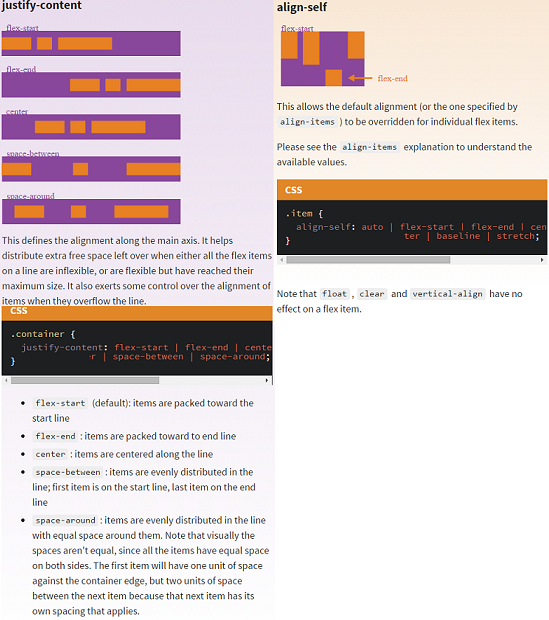 justify-content
flex-start
flex-end
center
space-between
space-around
This defines the alignment along the main axis. It helps
distribute extra free space left over when either all the flex items
on a line are inflexible, or are flexible but have reached their
maximum size. It also exerts some control over the alignment of
items when they overflow the line.
CSS
.container {
justify-content: flex-start | flex-end | cente
r | space-between | space-around;
}
• flex-start (default): items are packed toward the
start line
• flex-end : items are packed toward to end line
• center : items are centered along the line
• space-between : items are evenly distributed in the
line; first item is on the start line, last item on the end
line
• space-around : items are evenly distributed in the line
with equal space around them. Note that visually the
spaces aren't equal, since all the items have equal space
on both sides. The first item will have one unit of space
against the container edge, but two units of space
between the next item because that next item has its
own spacing that applies.
align-self
flex-start
flex-end
This allows the default alignment (or the one specified by
align-items ) to be overridden for individual flex items.
Please see the align-items explanation to understand the
available values.
CSS
.item {
align-self: auto | flex-start | flex-end | cen
ter | baseline | stretch;
}
Note that float , clear and vertical-align have no
effect on a flex item.